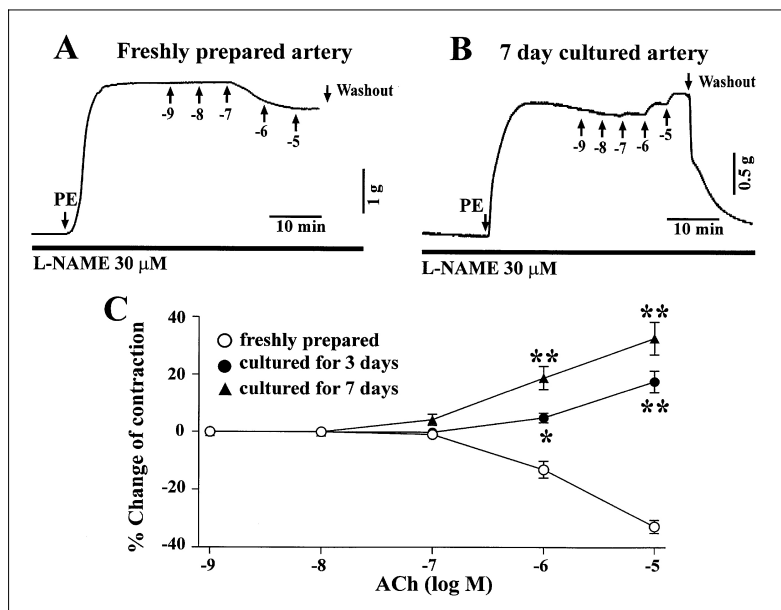 A Freshly prepared artery
Washout
-9 -8 -7 -6 -5
PE
1 g
10 min
L-NAME 30 μM
B 7 day cultured artery
Washout
-9 -8 -7 -6 -5
PE
0.5 g
10 min
L-NAME 30 μM
C
% Change of contraction
40
20
0
-20
-40
freshly prepared
cultured for 3 days
cultured for 7 days
**
**
*
**
-9 -8 -7 -6 -5
ACh (log M)